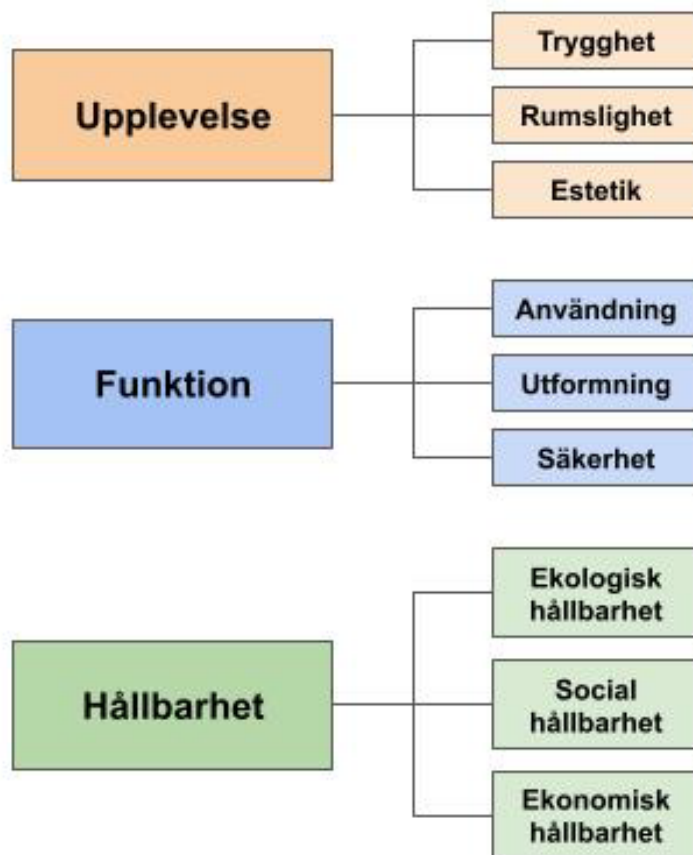 Upplevelse
Trygghet
Rumslighet
Estetik
Funktion
Användning
Utformning
Säkerhet
Hållbarhet
Ekologisk
hållbarhet
Social
hållbarhet
Ekonomisk
hållbarhet